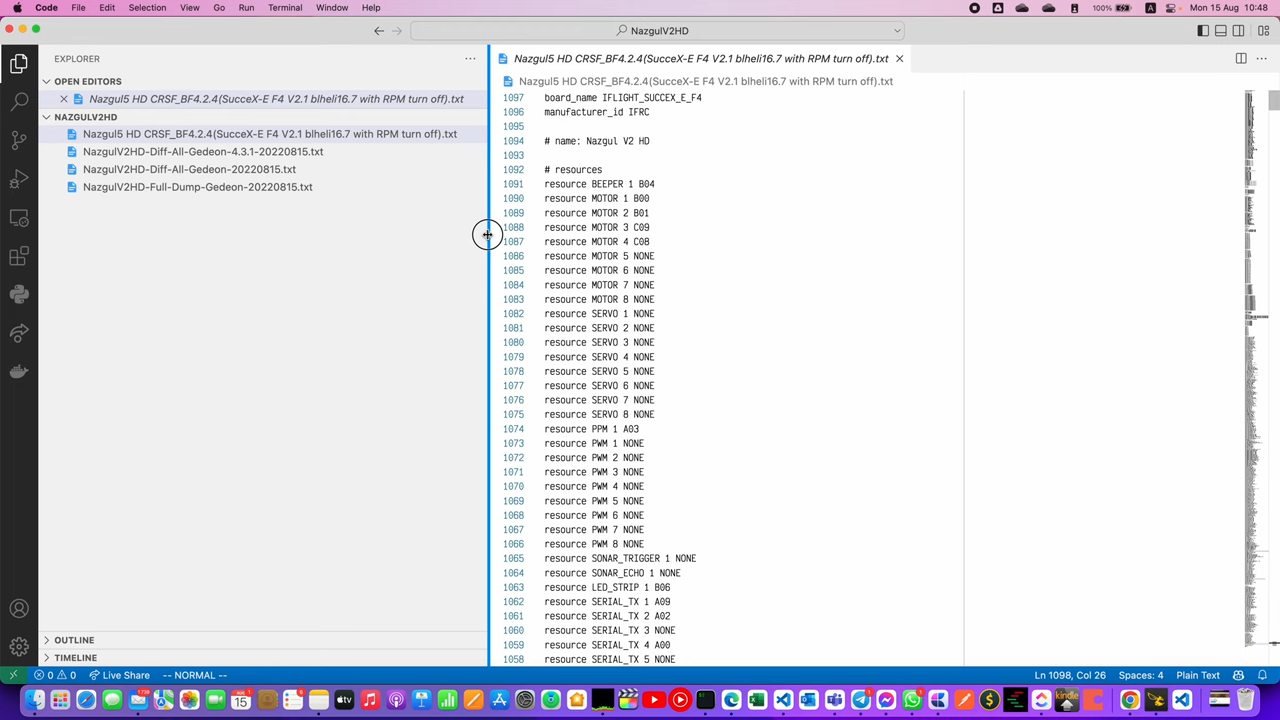 Code File Edit Selection View Go Run Terminal Window Help 100% A Mon 15 Aug 10:48
NazgulV2HD
EXPLORER
Nazgul5 HD CRSF_BF4.2.4(SucceX-E F4 V2.1 blheli16.7 with RPM turn off).txt
OPEN EDITORS
Nazgul5 HD CRSF_BF4.2.4(SucceX-E F4 V2.1 blheli16.7 with RPM turn off).txt
Nazgul5 HD CRSF_BF4.2.4(SucceX-E F4 V2.1 blheli16.7 with RPM turn off).txt
NAZGULV2HD
Nazgul5 HD CRSF_BF4.2.4(SucceX-E F4 V2.1 blheli16.7 with RPM turn off).txt
NazgulV2HD-Diff-All-Gedeon-4.3.1-20220815.txt
NazgulV2HD-Diff-All-Gedeon-20220815.txt
NazgulV2HD-Full-Dump-Gedeon-20220815.txt
1097 board_name IFLIGHT_SUCCEX_E_F4
1096 manufacturer_id IFRC
1095
1094 # name: Nazgul V2 HD
1093
1092 # resources
1091 resource BEEPER 1 B04
1090 resource MOTOR 1 B00
1089 resource MOTOR 2 B01
1088 resource MOTOR 3 C09
1087 resource MOTOR 4 C08
1086 resource MOTOR 5 NONE
1085 resource MOTOR 6 NONE
1084 resource MOTOR 7 NONE
1083 resource MOTOR 8 NONE
1082 resource SERVO 1 NONE
1081 resource SERVO 2 NONE
1080 resource SERVO 3 NONE
1079 resource SERVO 4 NONE
1078 resource SERVO 5 NONE
1077 resource SERVO 6 NONE
1076 resource SERVO 7 NONE
1075 resource SERVO 8 NONE
1074 resource PPM 1 A03
1073 resource PWM 1 NONE
1072 resource PWM 2 NONE
1071 resource PWM 3 NONE
1070 resource PWM 4 NONE
1069 resource PWM 5 NONE
1068 resource PWM 6 NONE
1067 resource PWM 7 NONE
1066 resource PWM 8 NONE
1065 resource SONAR_TRIGGER 1 NONE
1064 resource SONAR_ECHO 1 NONE
1063 resource LED_STRIP 1 B06
1062 resource SERIAL_TX 1 A09
1061 resource SERIAL_TX 2 A02
1060 resource SERIAL_TX 3 NONE
1059 resource SERIAL_TX 4 A00
1058 resource SERIAL_TX 5 NONE
OUTLINE
TIMELINE
0 0 Live Share -- NORMAL -- Ln 1098, Col 26 Spaces: 4 Plain Text
15
kindle